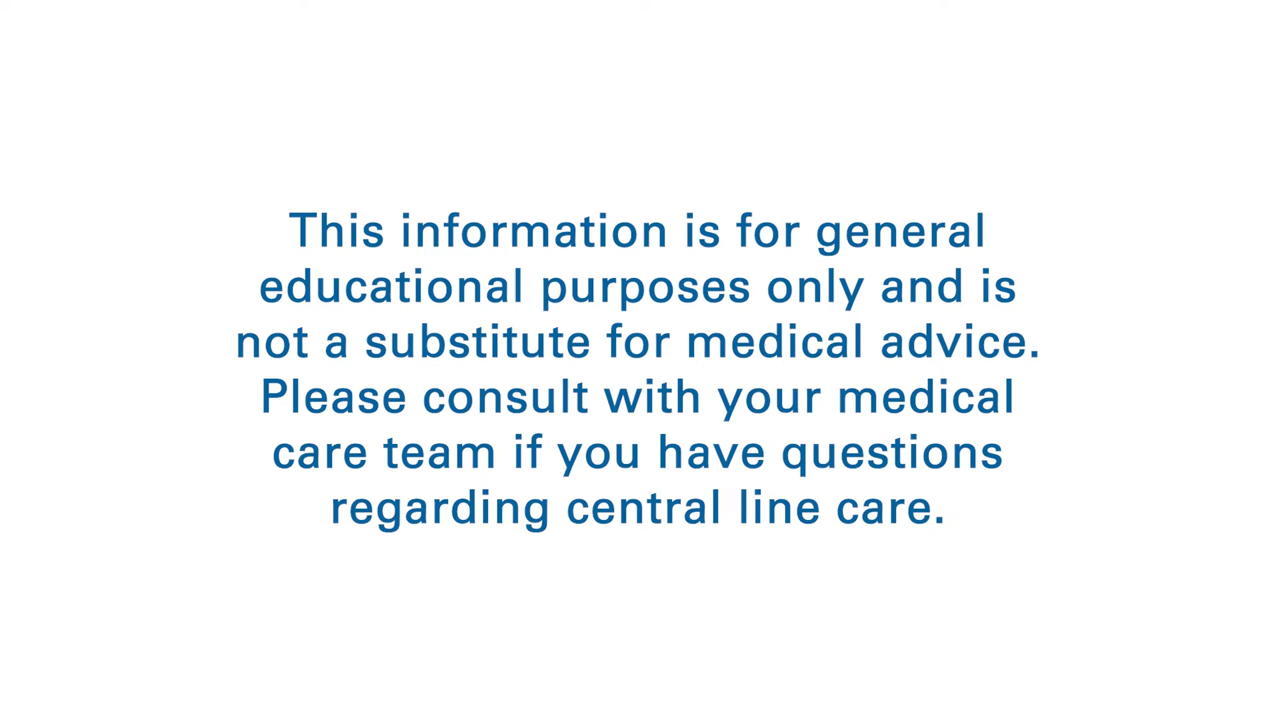 This information is for general
educational purposes only and is
not a substitute for medical advice.
Please consult with your medical
care team if you have questions
regarding central line care.